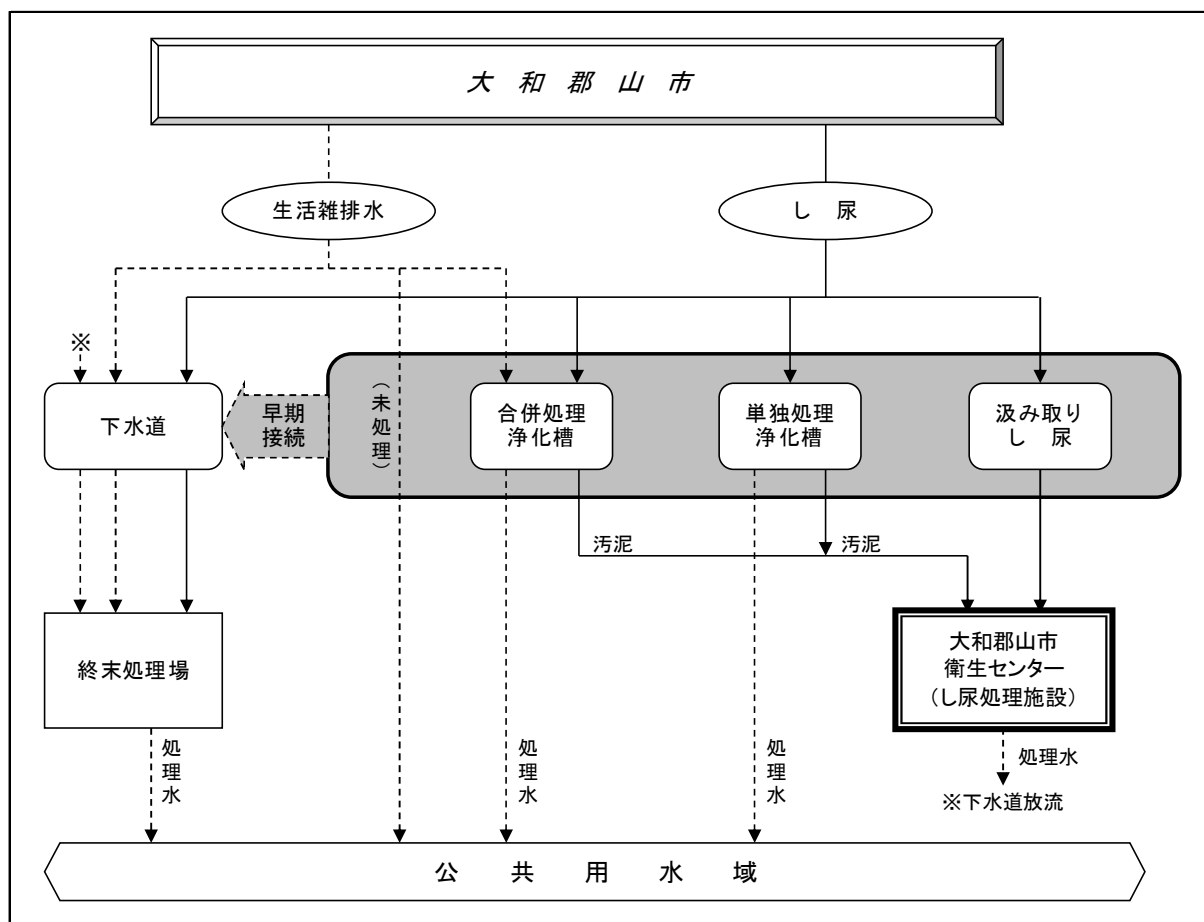 大和郡山市
生活雑排水
し 尿
※
下水道
早期
接続
（未処理）
合併処理
浄化槽
単独処理
浄化槽
汲み取り
し 尿
汚泥
汚泥
終末処理場
大和郡山市
衛生センター
（し尿処理施設）
処理水
処理水
処理水
処理水
※下水道放流
公共用水域